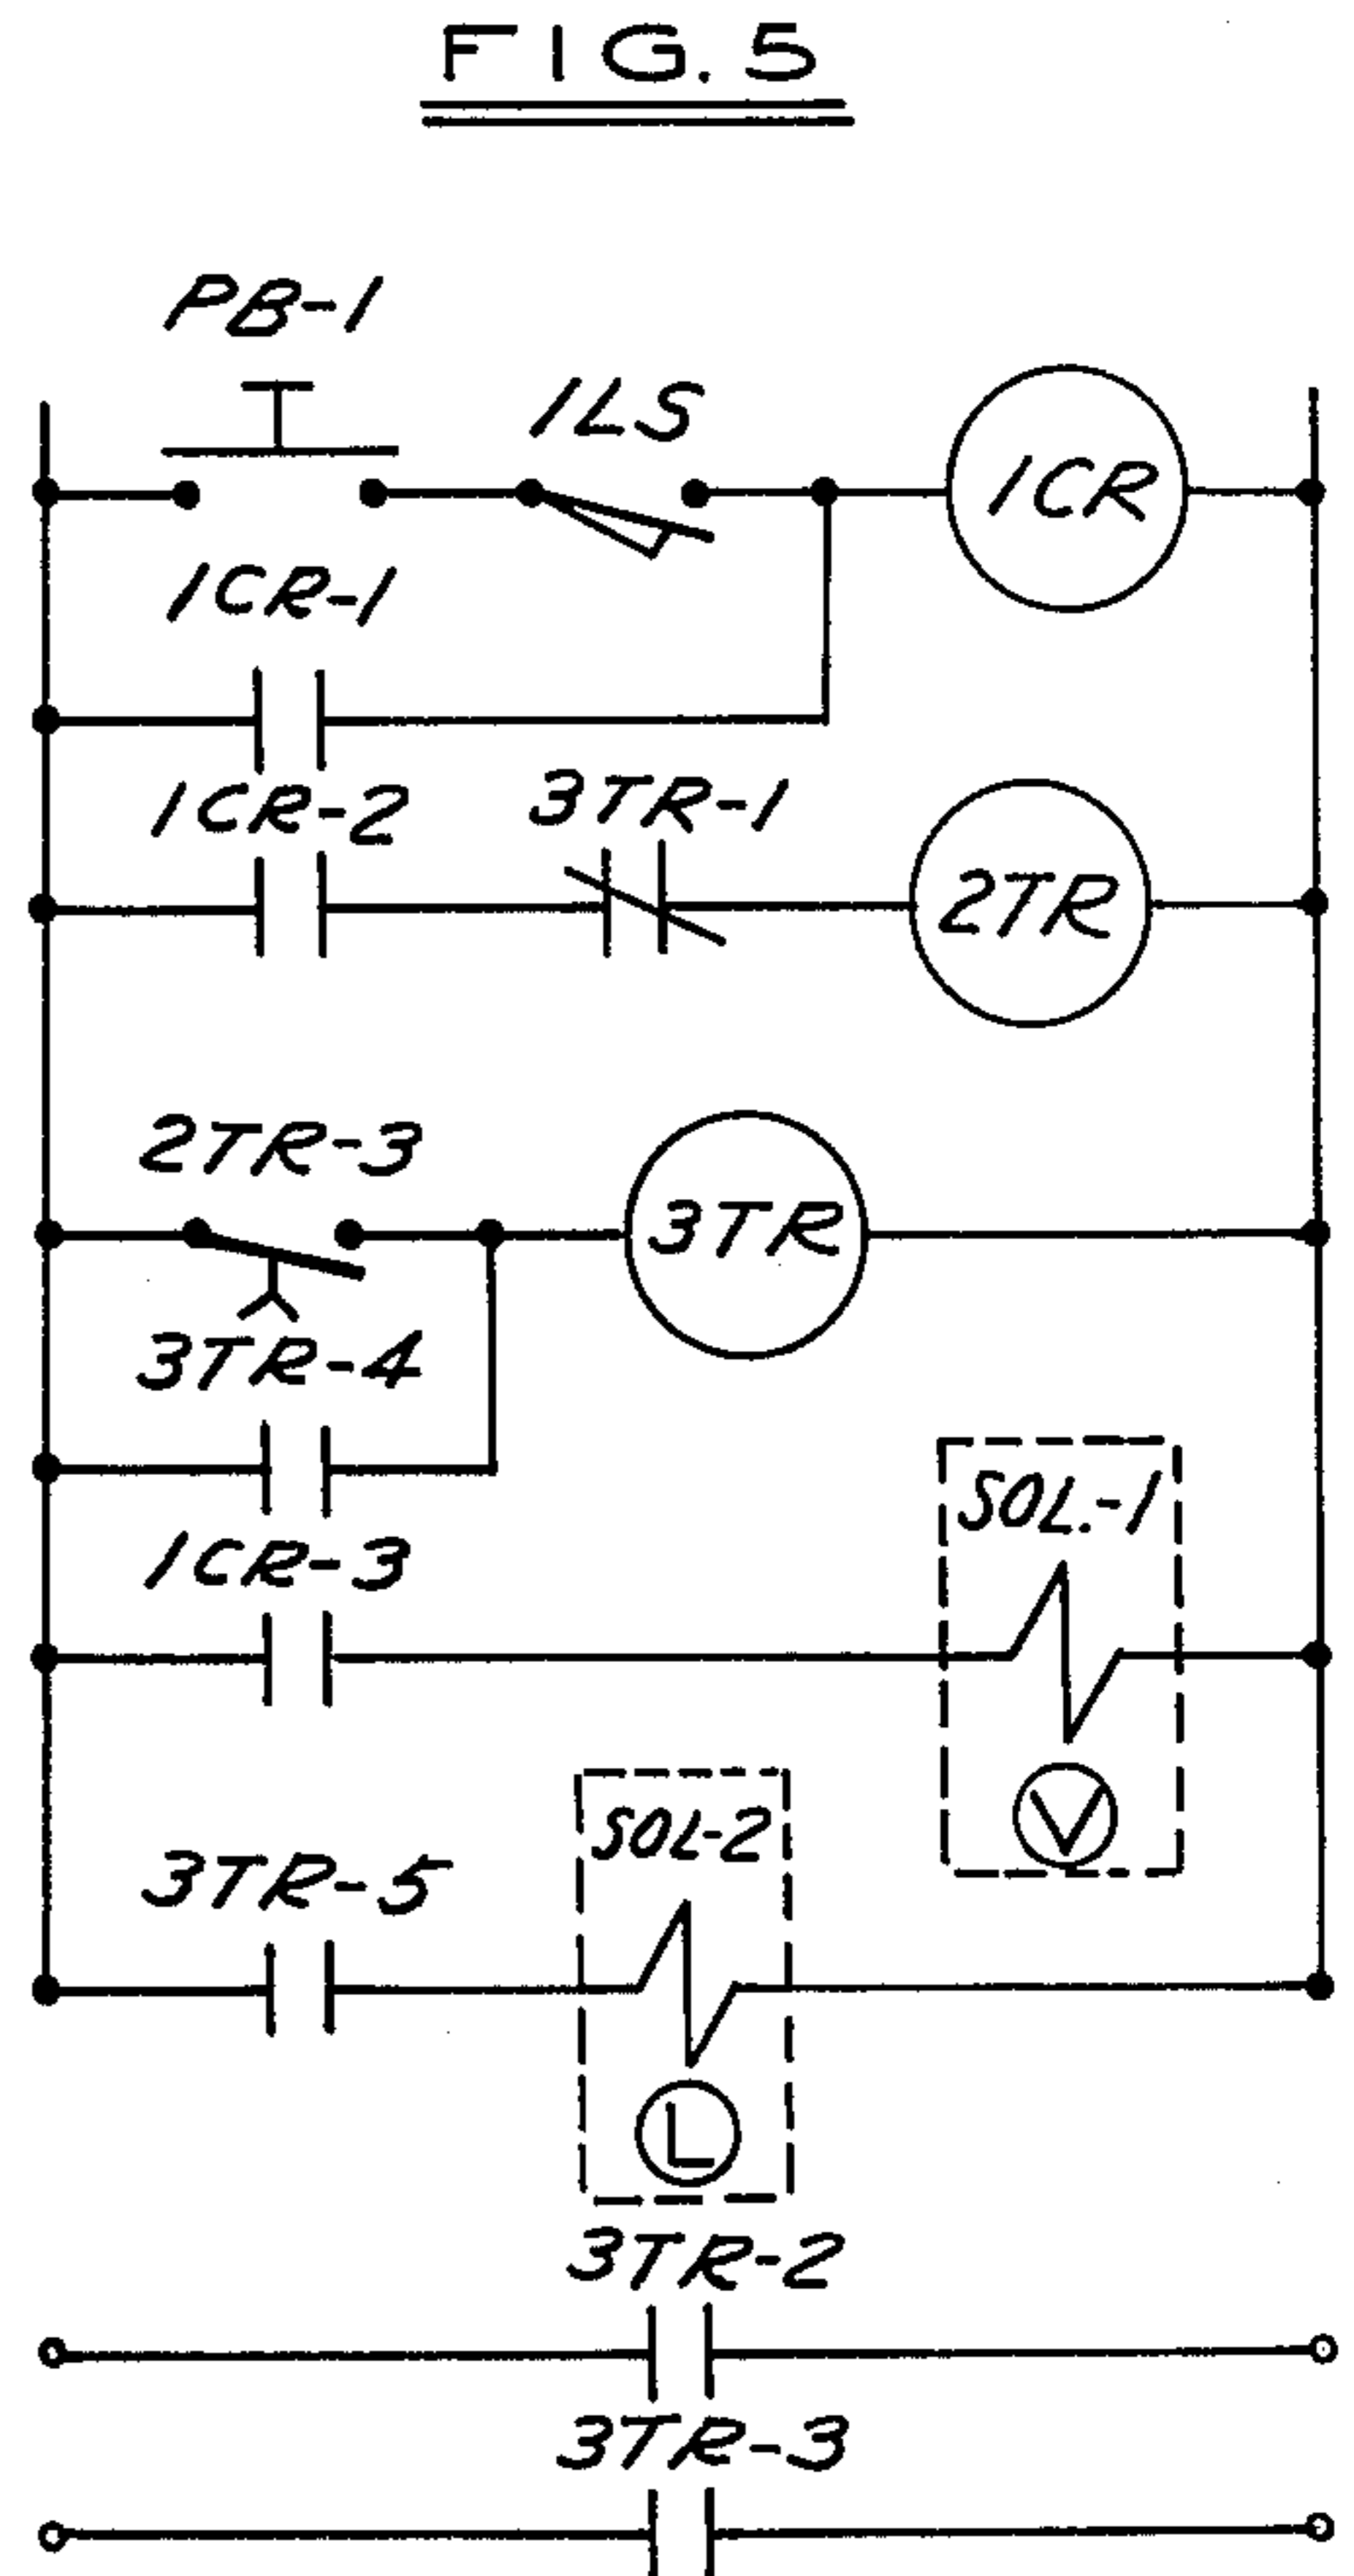 FIG. 5
PB-1
1LS
1CR
1CR-1
1CR-2
3TR-1
2TR
2TR-3
3TR
3TR-4
SOL.-1
1CR-3
V
SOL-2
3TR-5
L
3TR-2
3TR-3